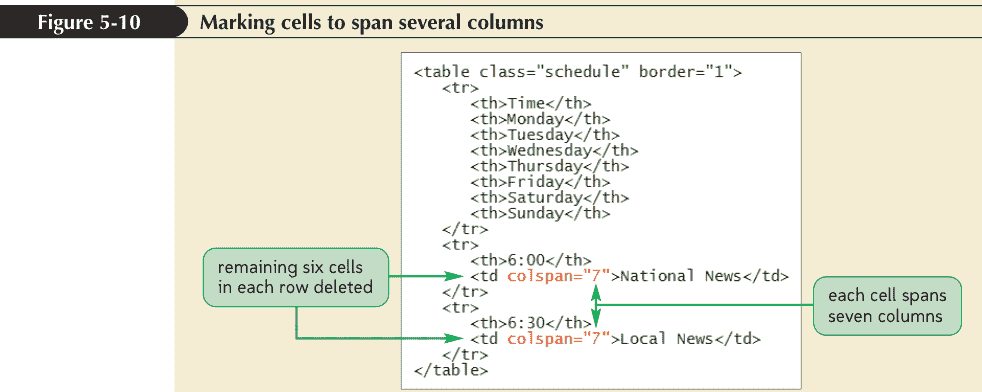 Figure 5-10
Marking cells to span several columns
<table class="schedule" border="1">
<tr>
<th>Time</th>
<th>Monday</th>
<th>Tuesday</th>
<th>Wednesday</th>
<th>Thursday</th>
<th>Friday</th>
<th>Saturday</th>
<th>Sunday</th>
</tr>
<tr>
<th>6:00</th>
<td colspan="7">National News</td>
</tr>
<tr>
<th>6:30</th>
<td colspan="7">Local News</td>
</tr>
</table>
remaining six cells
in each row deleted
each cell spans
seven columns